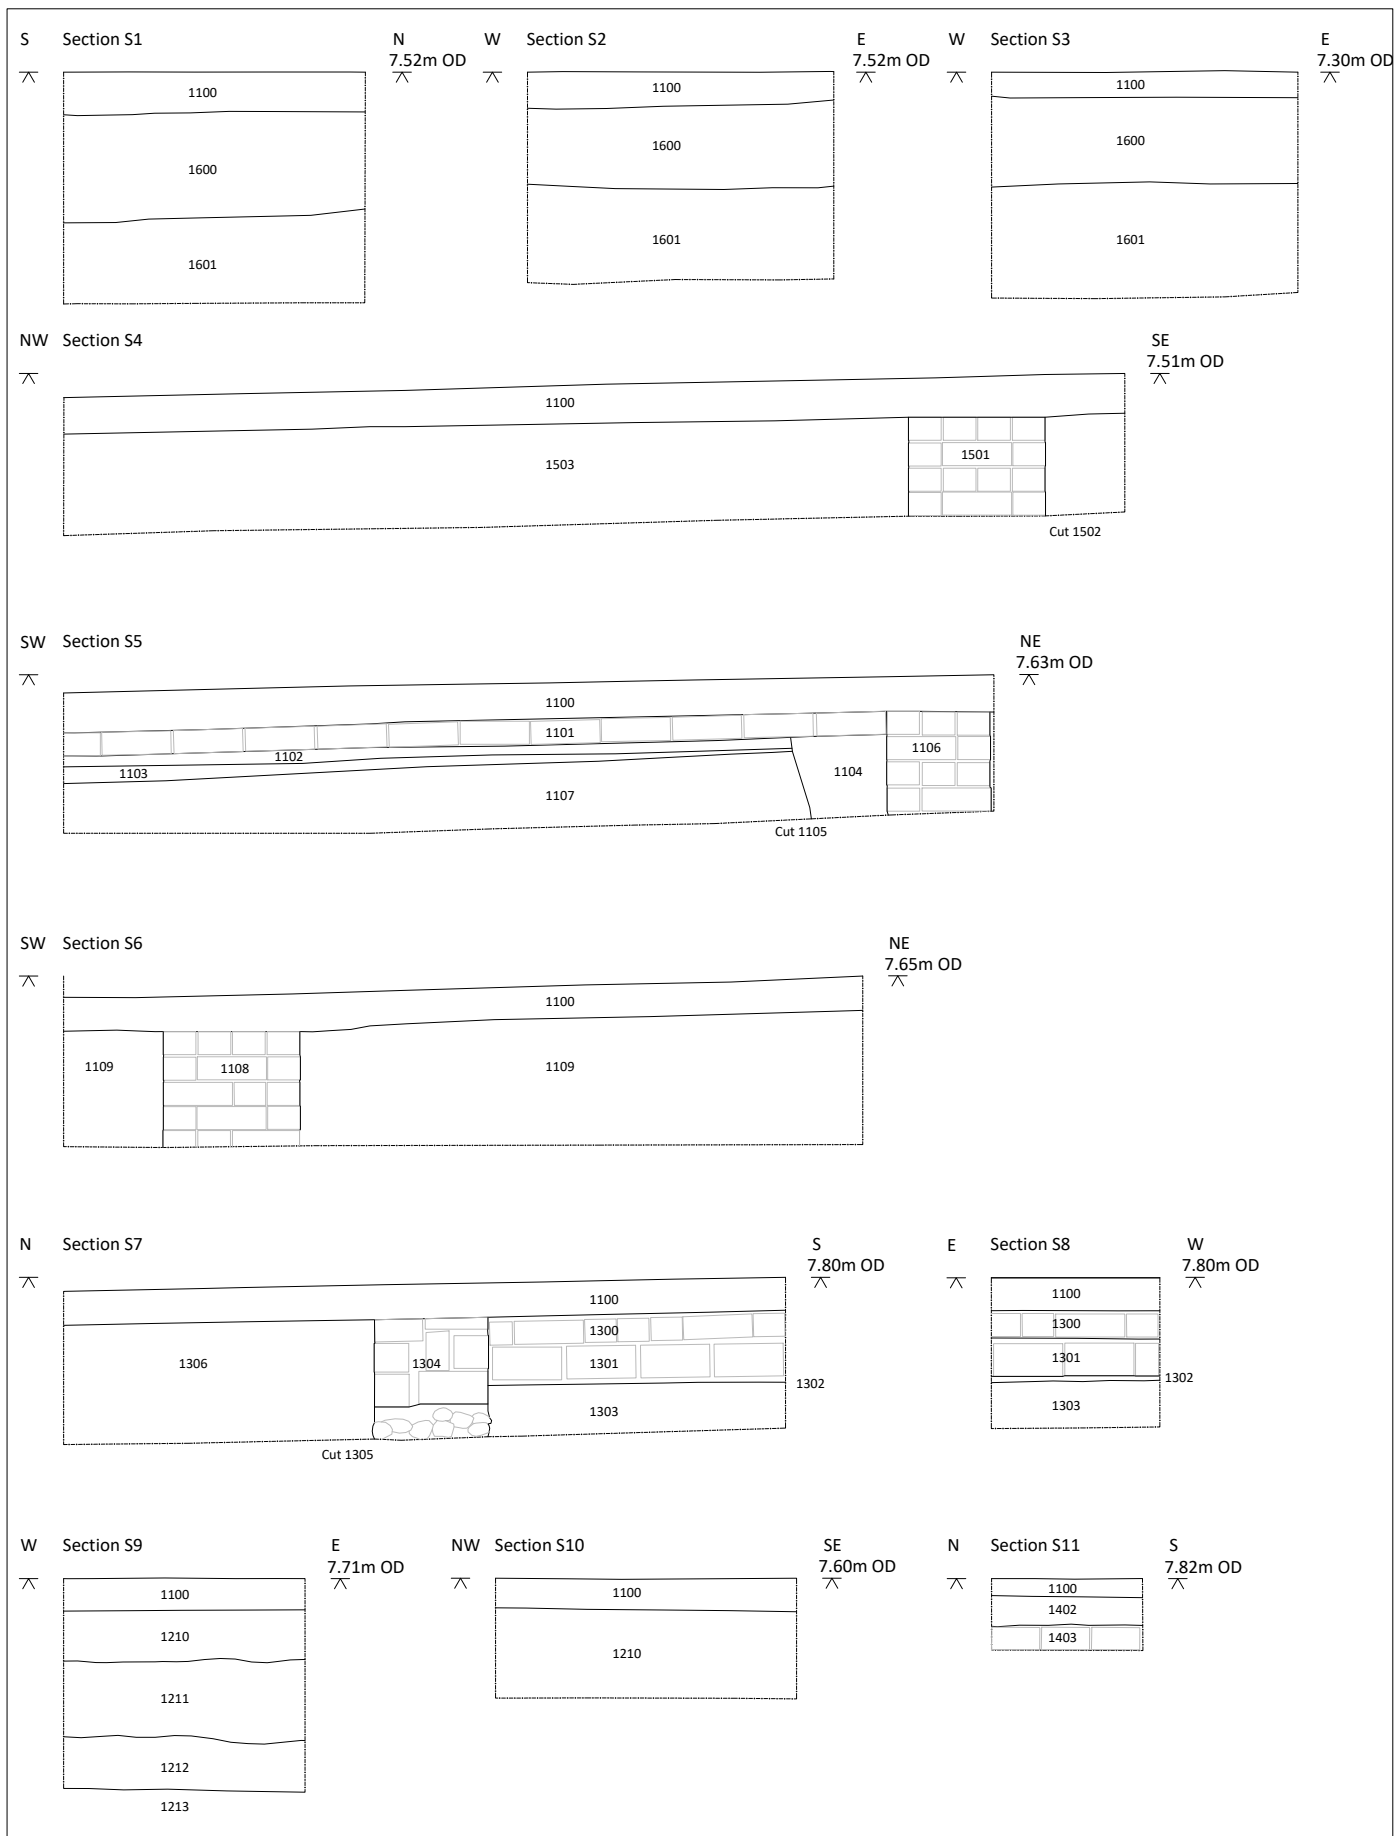 S Section S1 N
7.52m OD
1100
1600
1601
W Section S2 E
7.52m OD
1100
1600
1601
W Section S3 E
7.30m OD
1100
1600
1601
NW Section S4 SE
7.51m OD
1100
1503
1501
Cut 1502
SW Section S5 NE
7.63m OD
1100
1101
1102
1103
1106
1104
1107
Cut 1105
SW Section S6 NE
7.65m OD
1100
1109
1108
1109
N Section S7 S
7.80m OD
1100
1300
1306
1304
1301
1302
1303
Cut 1305
E Section S8 W
7.80m OD
1100
1300
1301
1302
1303
W Section S9 E
7.71m OD
1100
1210
1211
1212
1213
NW Section S10 SE
7.60m OD
1100
1210
N Section S11 S
7.82m OD
1100
1402
1403